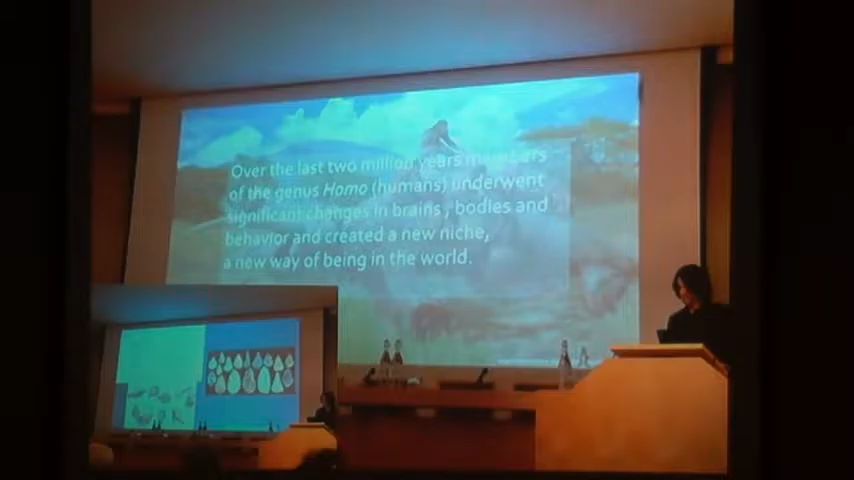 Over the last two million years members
of the genus Homo (humans) underwent
significant changes in brains , bodies and
behavior and created a new niche,
a new way of being in the world.